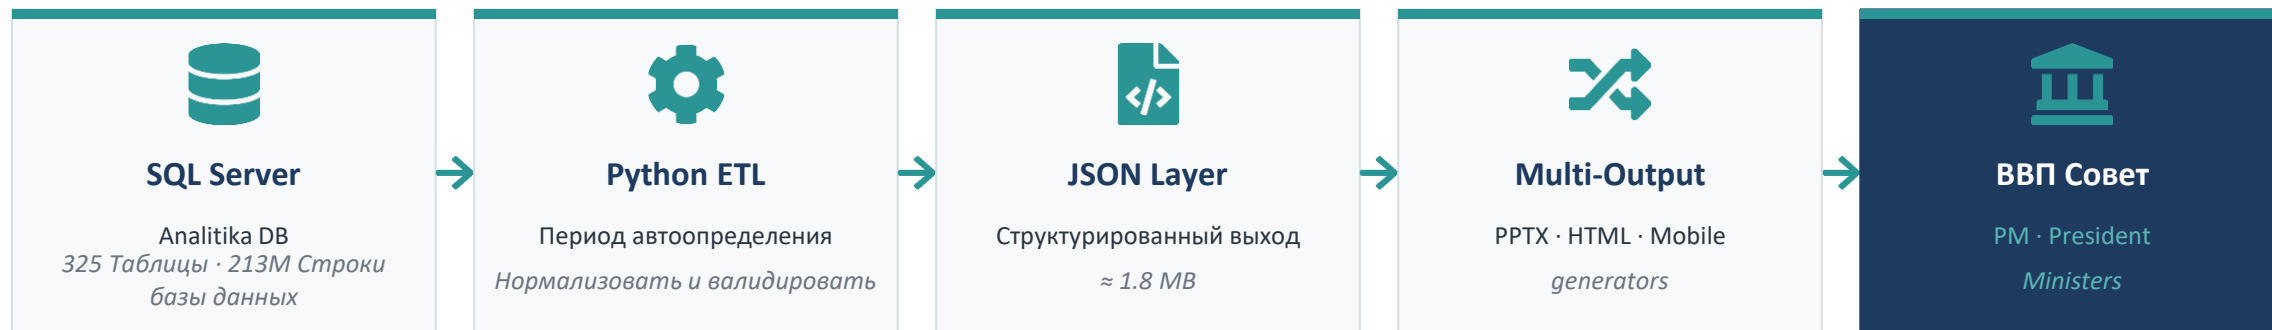 SQL Server
Analitika DB
325 Таблицы · 213M Строки
базы данных
Python ETL
Период автоопределения
Нормализовать и валидировать
</>
JSON Layer
Структурированный выход
≈ 1.8 MB
Multi-Output
PPTX · HTML · Mobile
generators
ВВП Совет
PM · President
Ministers